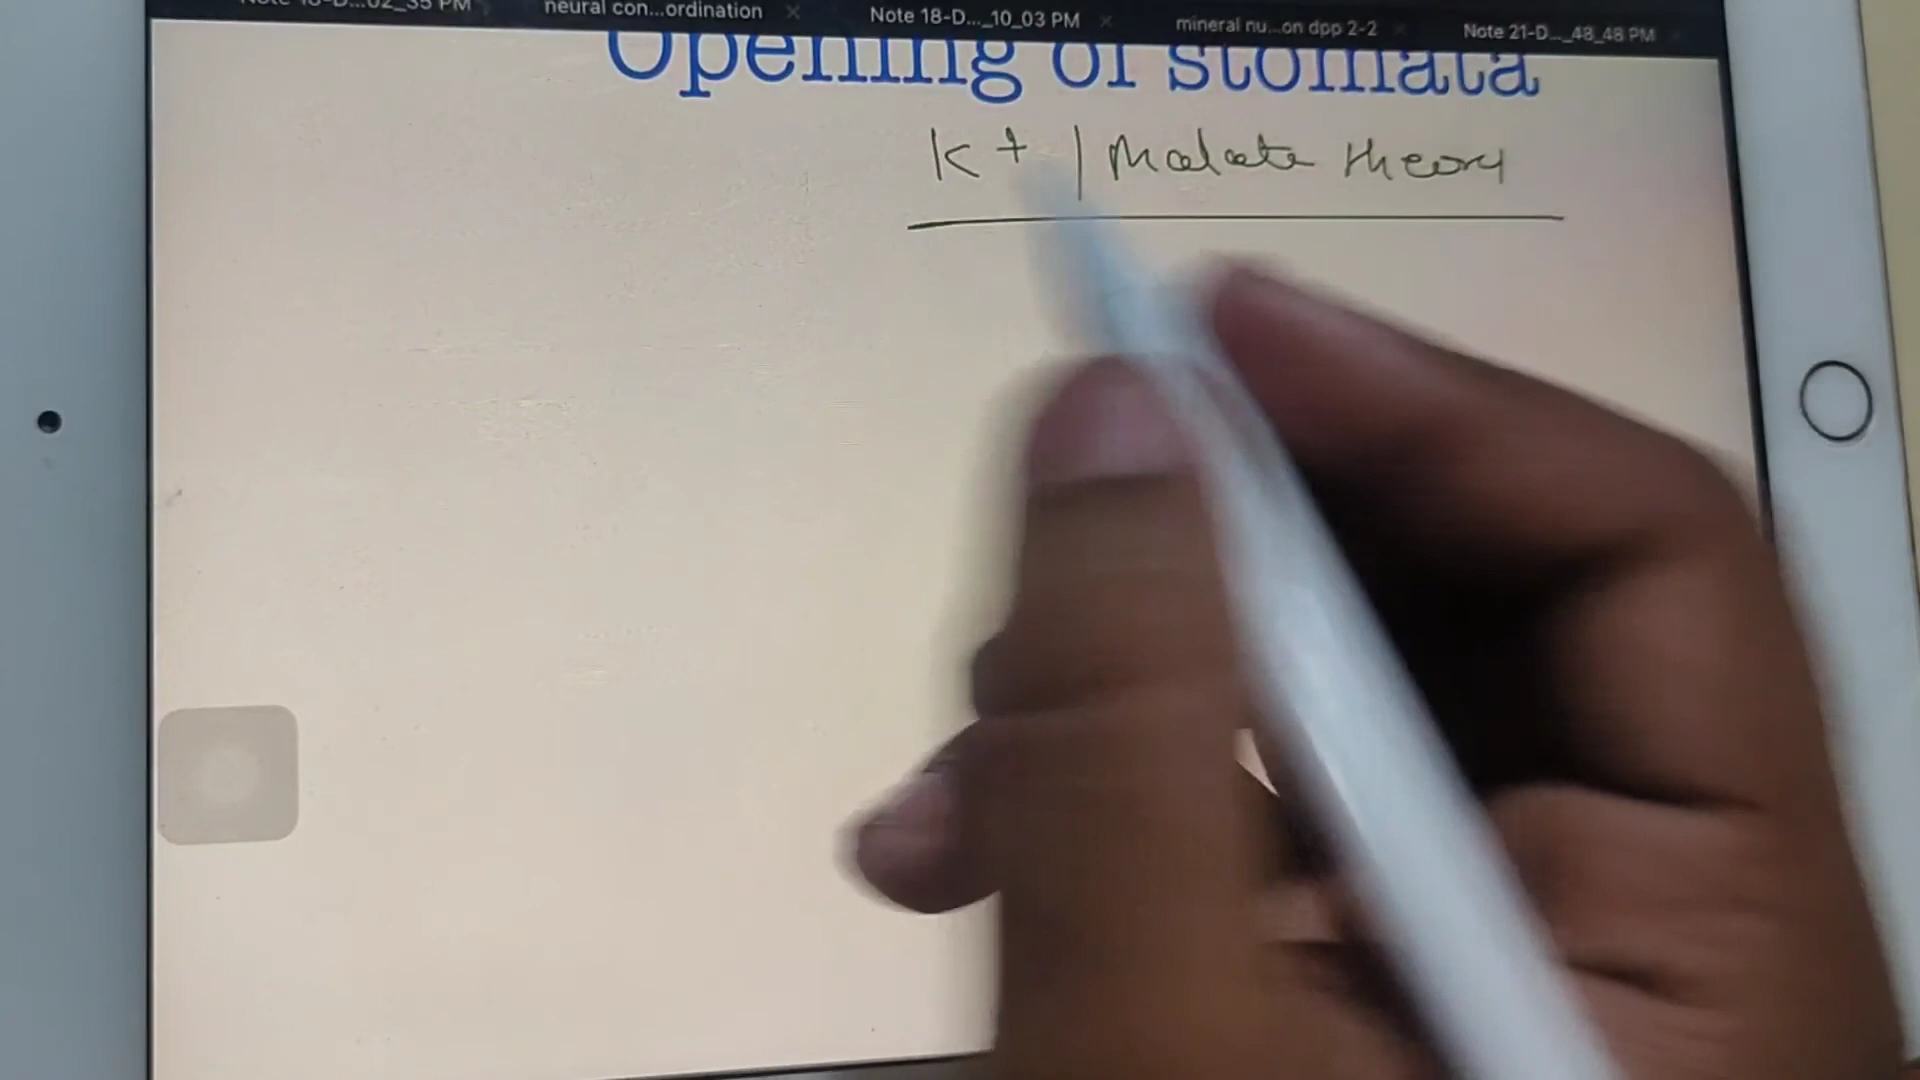 neural con...ordination
Note 18-D..._10_03 PM
mineral nu...on dpp 2-2
Note 21-D..._48_48 PM
Opening of stomata
K+ | Malate theory